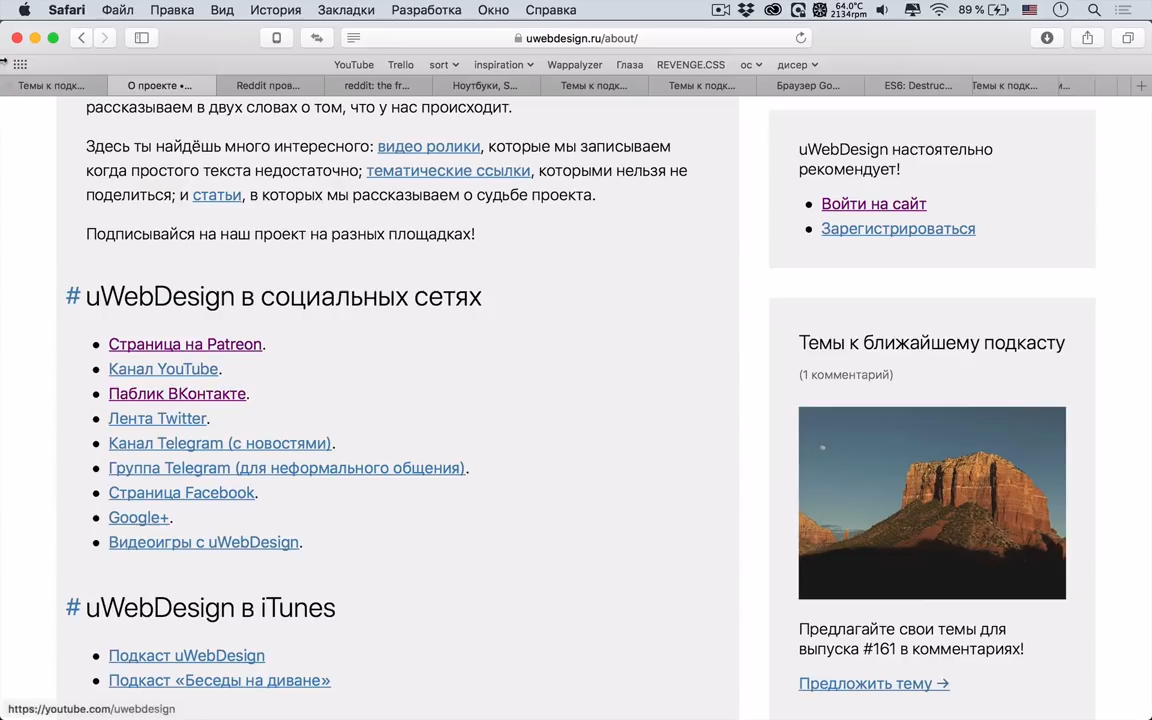 Safari Файл Правка Вид История Закладки Разработка Окно Справка 64.0°C 2134rpm 89 %
uwebdesign.ru/about/
YouTube Trello sort inspiration Wappalyzer Глаза REVENGE.CSS ос дисер
Темы к подк... О проекте •... Reddit пров... reddit: the fr... Ноутбуки, S... Темы к подк... Темы к подк... Браузер Go... ES6: Destruc... Темы к подк...
рассказываем в двух словах о том, что у нас происходит.
Здесь ты найдёшь много интересного: видео ролики, которые мы записываем
когда простого текста недостаточно; тематические ссылки, которыми нельзя не
поделиться; и статьи, в которых мы рассказываем о судьбе проекта.
Подписывайся на наш проект на разных площадках!
# uWebDesign в социальных сетях
Страница на Patreon.
Канал YouTube.
Паблик ВКонтакте.
Лента Twitter.
Канал Telegram (с новостями).
Группа Telegram (для неформального общения).
Страница Facebook.
Google+.
Видеоигры с uWebDesign.
# uWebDesign в iTunes
Подкаст uWebDesign
Подкаст «Беседы на диване»
uWebDesign настоятельно
рекомендует!
Войти на сайт
Зарегистрироваться
Темы к ближайшему подкасту
(1 комментарий)
Предлагайте свои темы для
выпуска #161 в комментариях!
Предложить тему →
https://youtube.com/uwebdesign